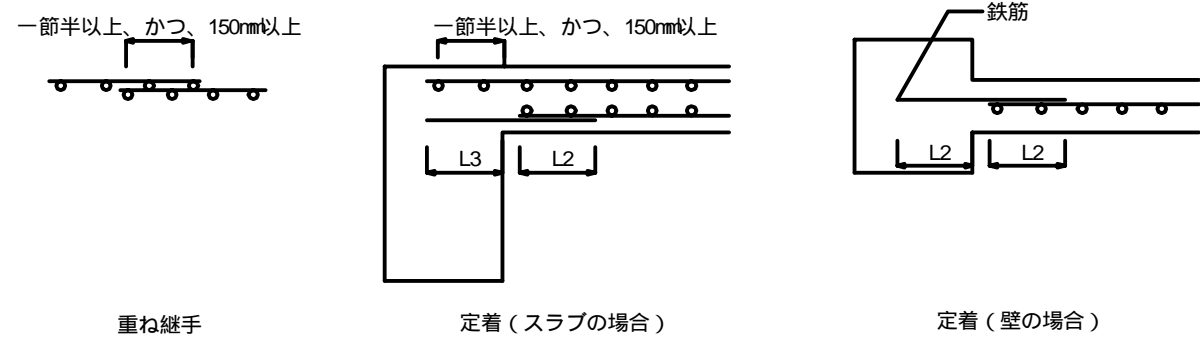 一節半以上、かつ、150mm以上
一節半以上、かつ、150mm以上
鉄筋
L3
L2
L2
L2
重ね継手
定着（スラブの場合）
定着（壁の場合）